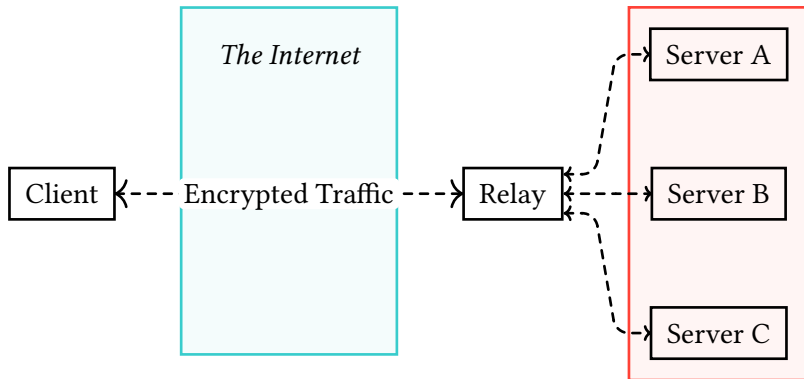 The Internet
Server A
Client
Encrypted Traffic
Relay
Server B
Server C